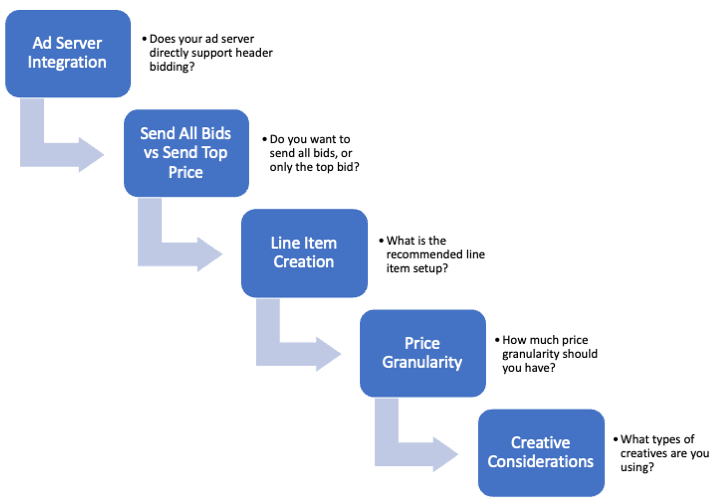 Ad Server
Integration
• Does your ad server
directly support header
bidding?
Send All Bids
vs Send Top
Price
• Do you want to
send all bids, or
only the top bid?
Line Item
Creation
• What is the
recommended line
item setup?
Price
Granularity
• How much price
granularity should
you have?
Creative
Considerations
• What types of
creatives are you
using?